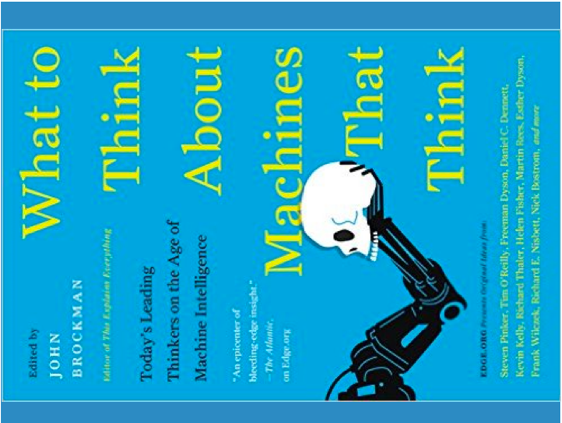 What to
Think
About
Machines
That
Think
Edited by
JOHN
BROCKMAN
Editor of This Explains Everything
Today's Leading
Thinkers on the Age of
Machine Intelligence
"An epicenter of
bleeding-edge insight."
—The Atlantic,
on Edge.org
EDGE.ORG Presents Original Ideas from:
Steven Pinker, Tim O'Reilly, Freeman Dyson, Daniel C. Dennett,
Kevin Kelly, Richard Thaler, Helen Fisher, Martin Rees, Esther Dyson,
Frank Wilczek, Richard E. Nisbett, Nick Bostrom, and more